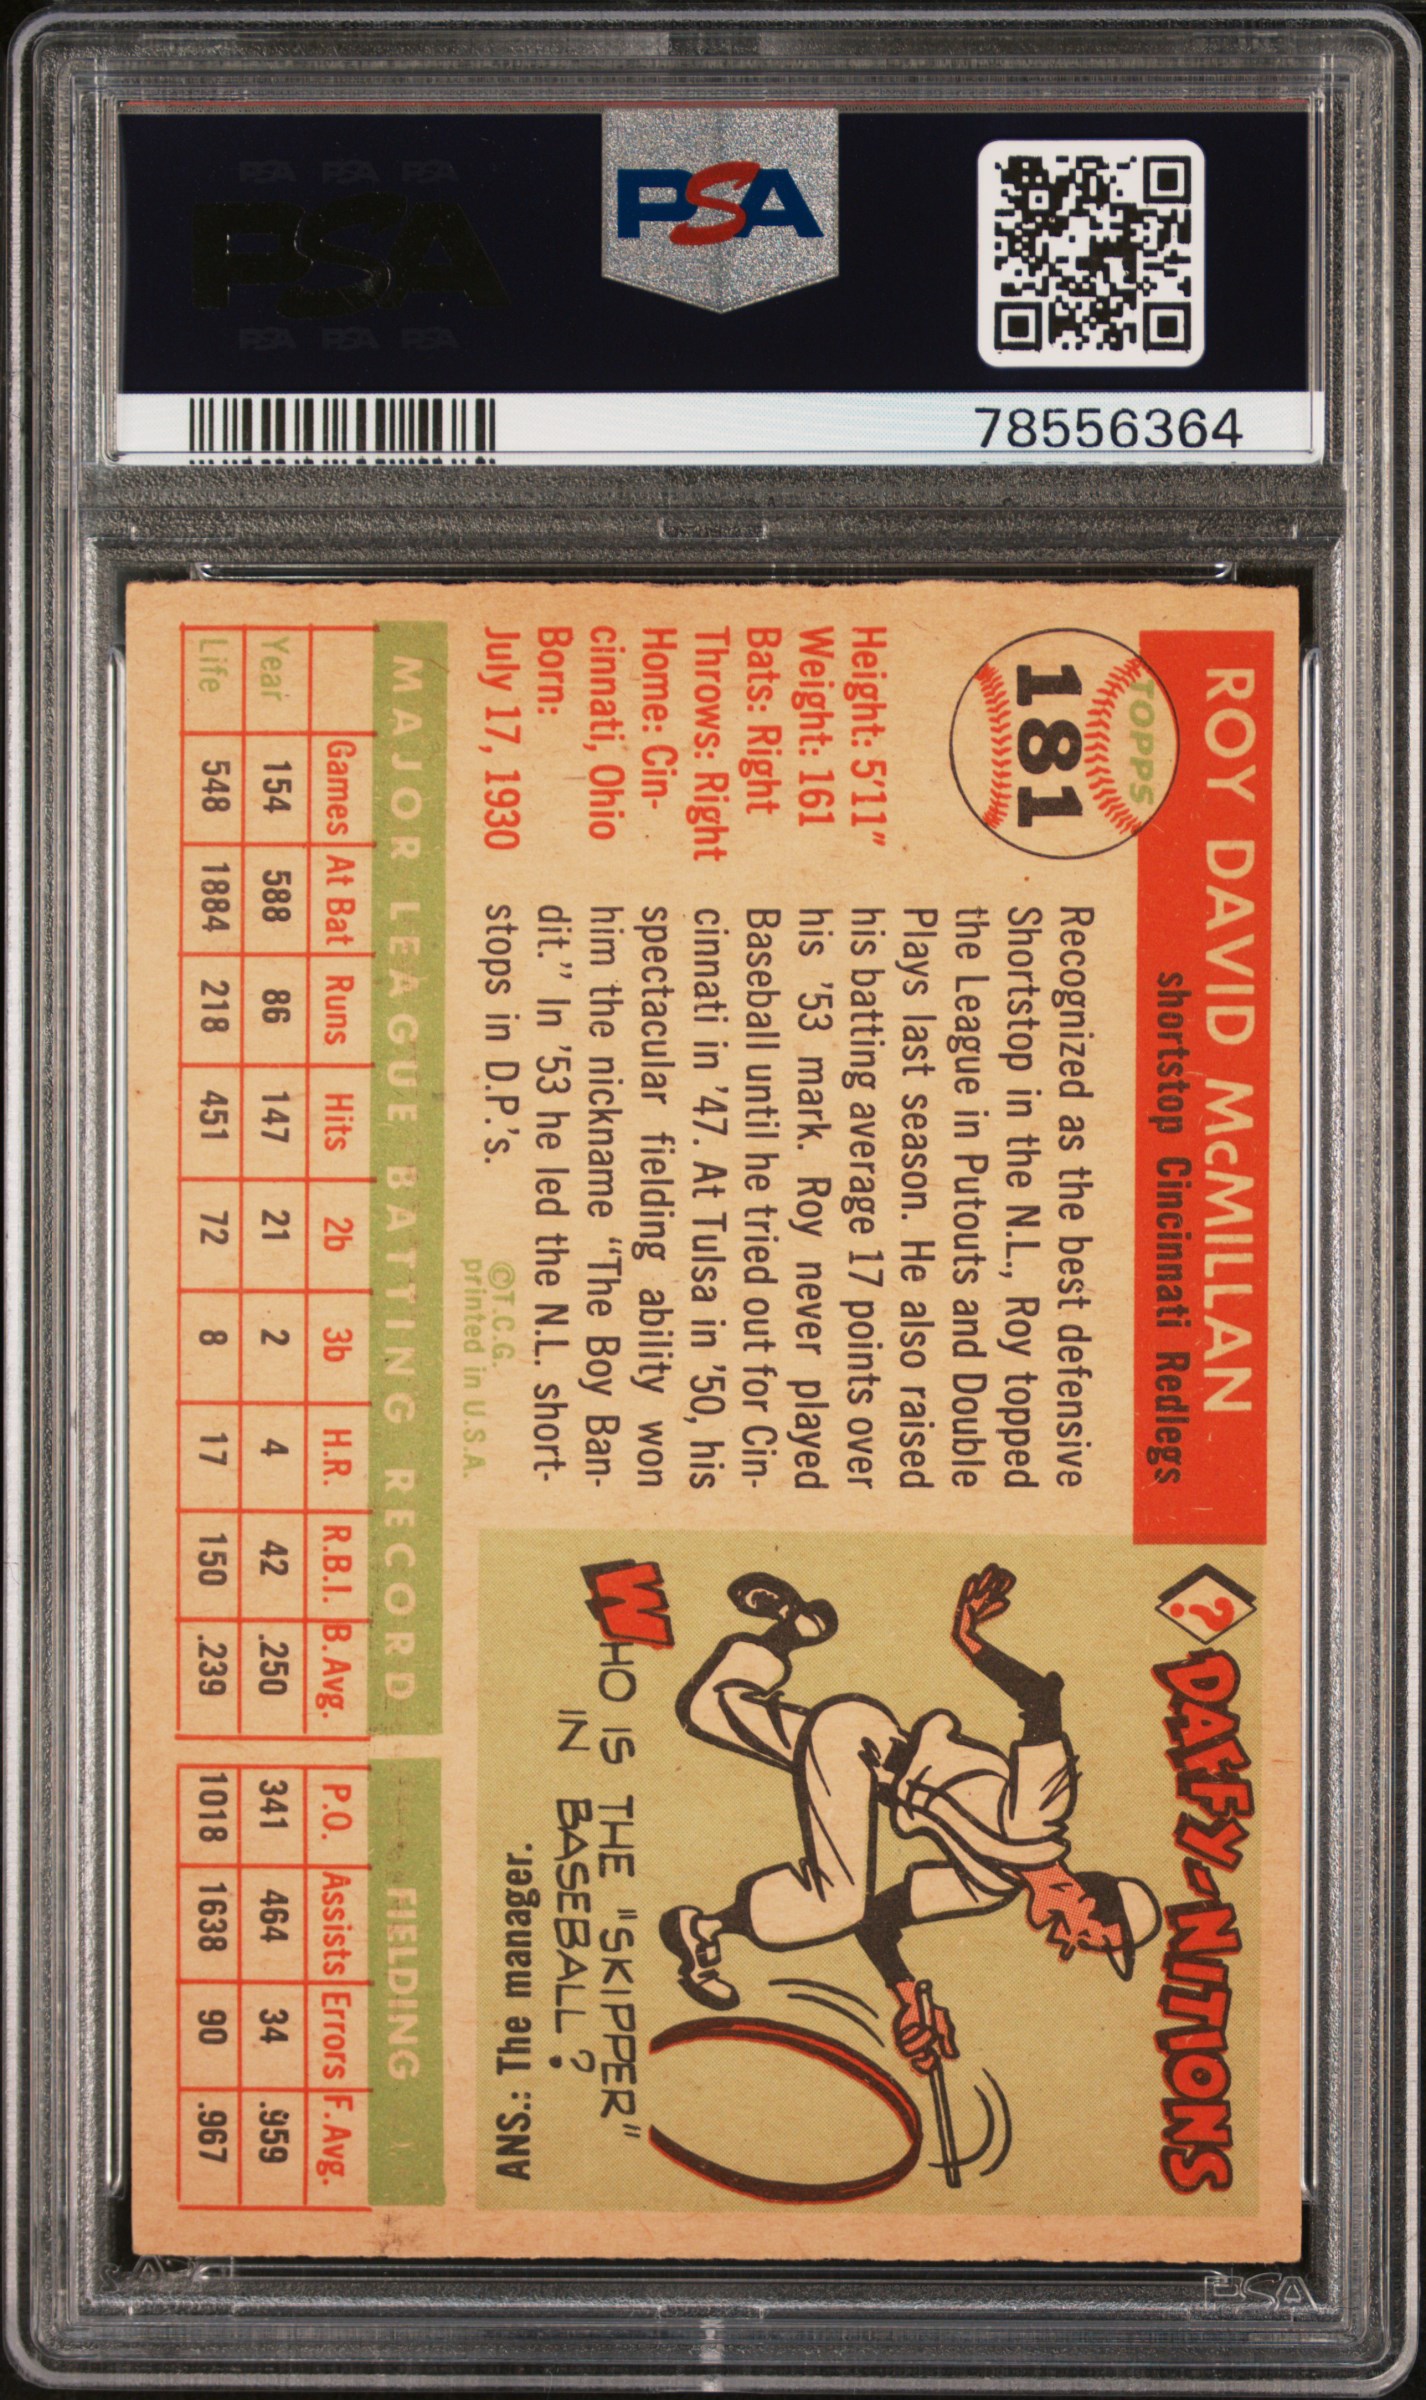 PSA PSA PSA
PSA
PSA PSA PSA
PSA
78556364
ROY DAVID McMILLAN
shortstop Cincinnati Redlegs
TOPPS
181
Height: 5'11"
Weight: 161
Bats: Right
Throws: Right
Home: Cin-
cinnati, Ohio
Born:
July 17, 1930
Recognized as the best defensive
Shortstop in the N.L., Roy topped
the League in Putouts and Double
Plays last season. He also raised
his batting average 17 points over
his '53 mark. Roy never played
Baseball until he tried out for Cin-
cinnati in '47. At Tulsa in '50, his
spectacular fielding ability won
him the nickname "The Boy Ban-
dit." In '53 he led the N.L. short-
stops in D.P.'s.
©T.C.G.
printed in U.S.A.
? DAFFY-NITIONS
WHO IS THE "SKIPPER"
IN BASEBALL?
ANS.: The manager.
MAJOR LEAGUE BATTING RECORD FIELDING
Games At Bat Runs Hits 2b 3b H.R. R.B.I. B. Avg. P.O. Assists Errors F. Avg.
Year 154 588 86 147 21 2 4 42 .250 341 464 34 .959
Life 548 1884 218 451 72 8 17 150 .239 1018 1638 90 .967
PSA
PSA